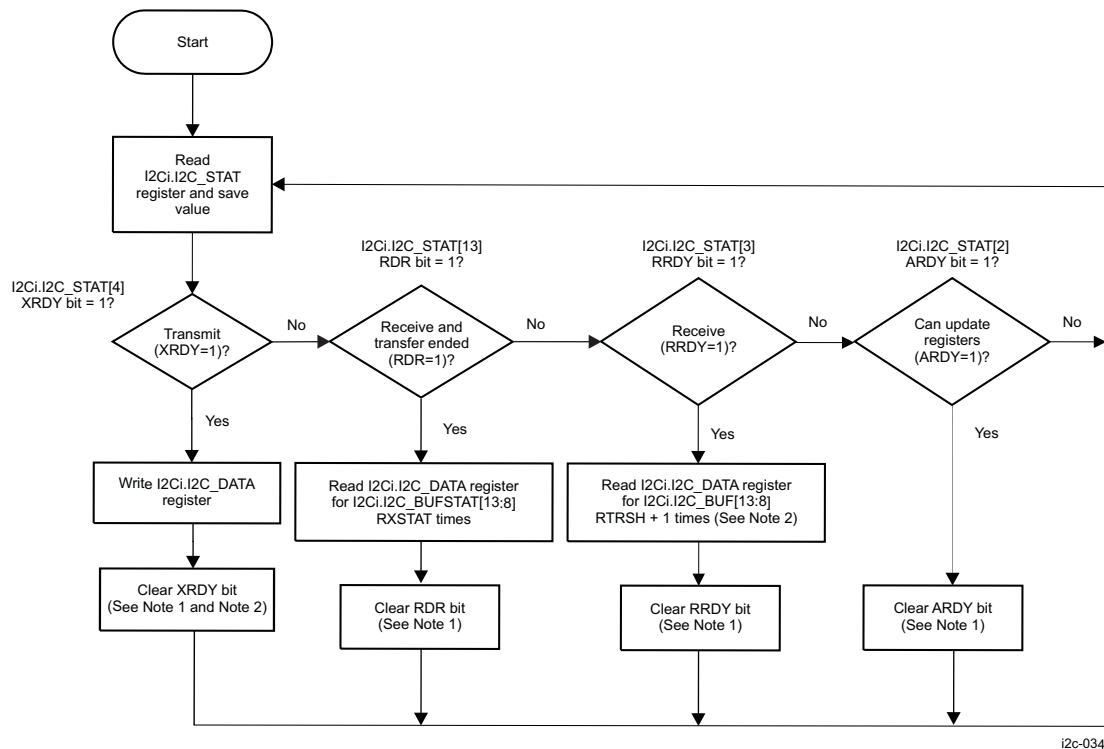 Start
Read
I2Ci.I2C_STAT
register and save
value
I2Ci.I2C_STAT[4]
XRDY bit = 1?
I2Ci.I2C_STAT[13]
RDR bit = 1?
I2Ci.I2C_STAT[3]
RRDY bit = 1?
I2Ci.I2C_STAT[2]
ARDY bit = 1?
Transmit
(XRDY=1)?
No
Receive and
transfer ended
(RDR=1)?
No
Receive
(RRDY=1)?
No
Can update
registers
(ARDY=1)?
No
Yes
Yes
Yes
Yes
Write I2Ci.I2C_DATA
register
Read I2Ci.I2C_DATA register
for I2Ci.I2C_BUFSTAT[13:8]
RXSTAT times
Read I2Ci.I2C_DATA register
for I2Ci.I2C_BUF[13:8]
RTRSH + 1 times (See Note 2)
Clear XRDY bit
(See Note 1 and Note 2)
Clear RDR bit
(See Note 1)
Clear RRDY bit
(See Note 1)
Clear ARDY bit
(See Note 1)
i2c-034